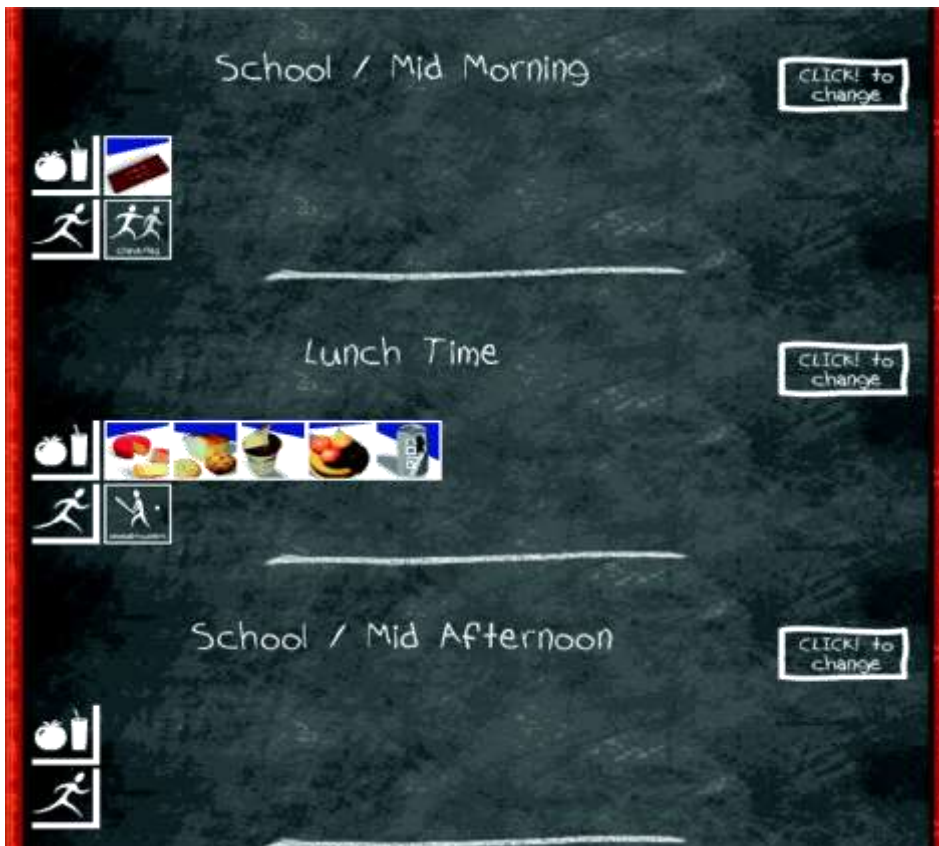 School / Mid Morning
CLICK! to
change
Lunch Time
CLICK! to
change
School / Mid Afternoon
CLICK! to
change